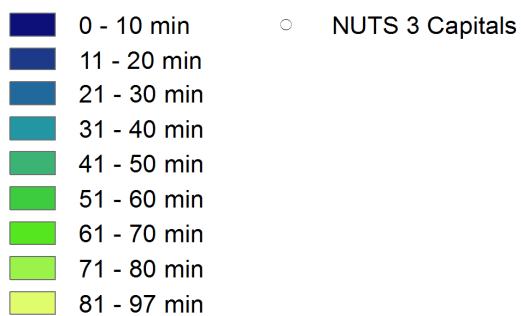 0 - 10 min
11 - 20 min
21 - 30 min
31 - 40 min
41 - 50 min
51 - 60 min
61 - 70 min
71 - 80 min
81 - 97 min
NUTS 3 Capitals